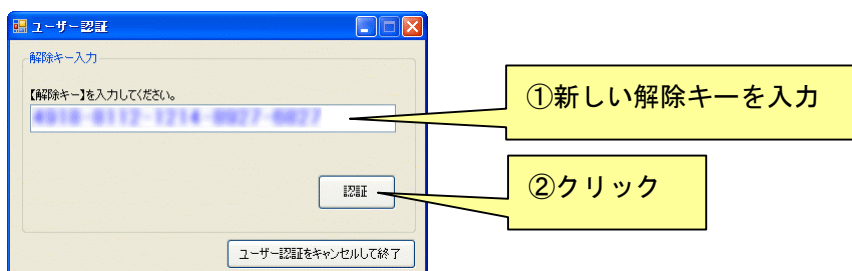 ユーザー認証
解除キー入力
【解除キー】を入力してください。
①新しい解除キーを入力
認証
②クリック
ユーザー認証をキャンセルして終了